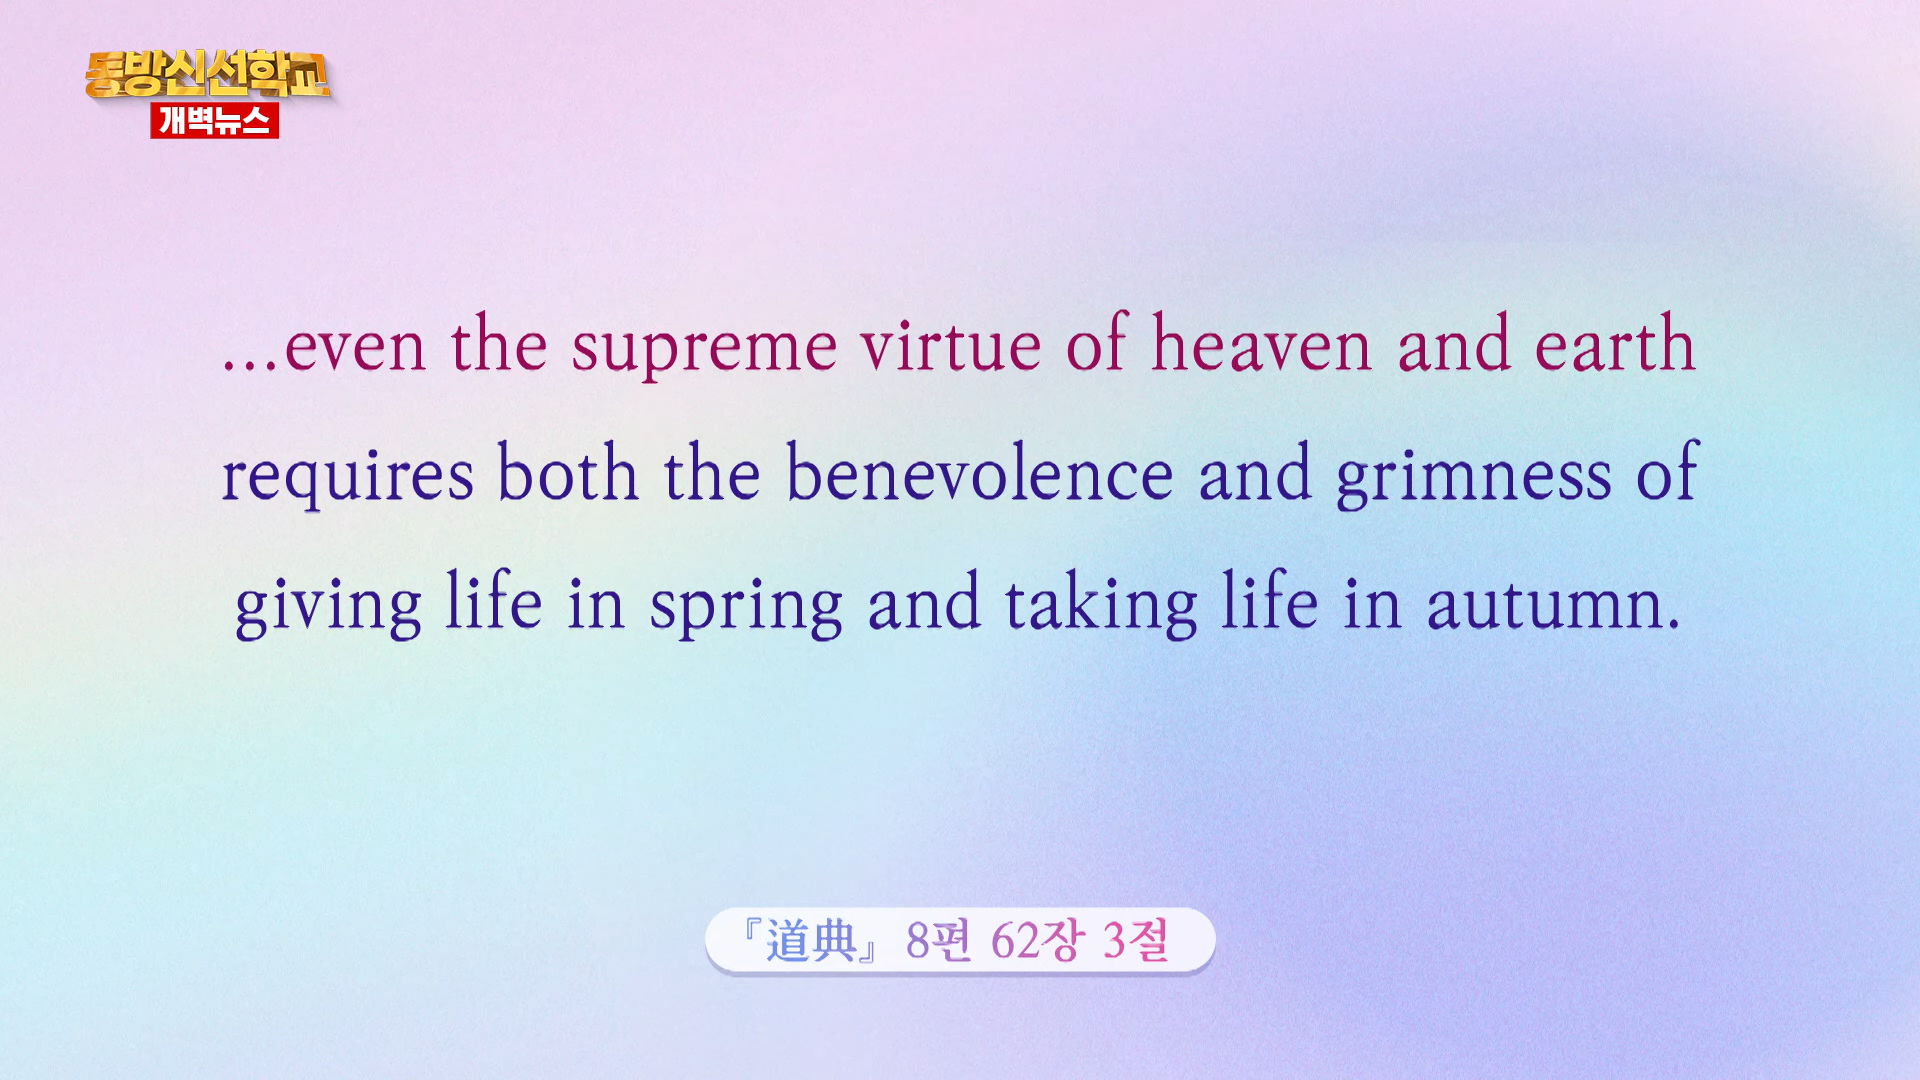 동방신선학교
개벽뉴스
...even the supreme virtue of heaven and earth
requires both the benevolence and grimness of
giving life in spring and taking life in autumn.
『道典』 8편 62장 3절